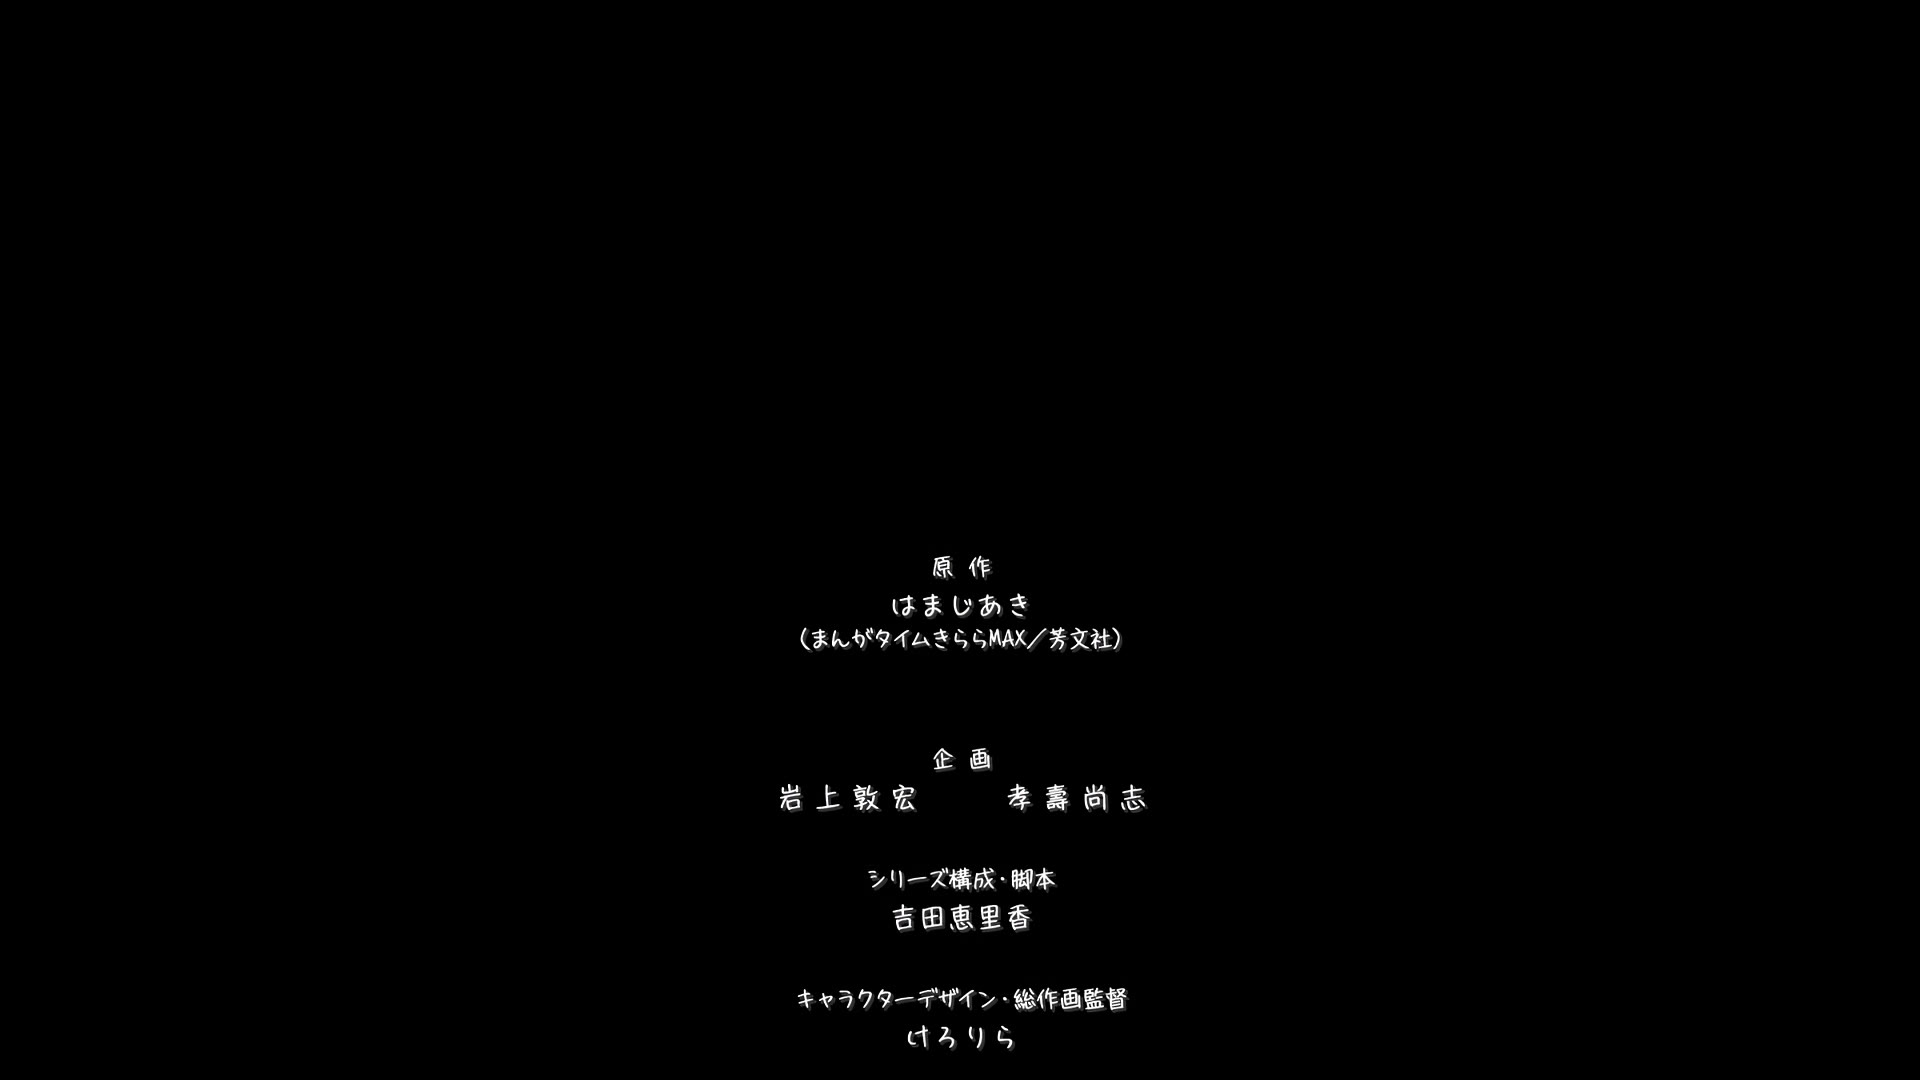 原作
はまじあき
(まんがタイムきららMAX/芳文社)
企画
岩上敦宏 孝壽尚志
シリーズ構成・脚本
吉田恵里香
キャラクターデザイン・総作画監督
けろりら